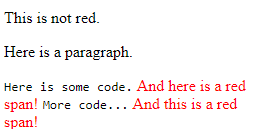 This is not red.
Here is a paragraph.
Here is some code. And here is a red
span! More code... And this is a red
span!